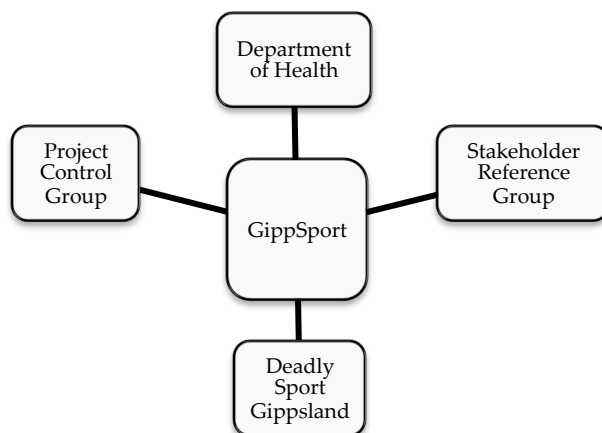 Department
of Health
Project
Control
Group
Stakeholder
Reference
Group
GippSport
Deadly
Sport
Gippsland